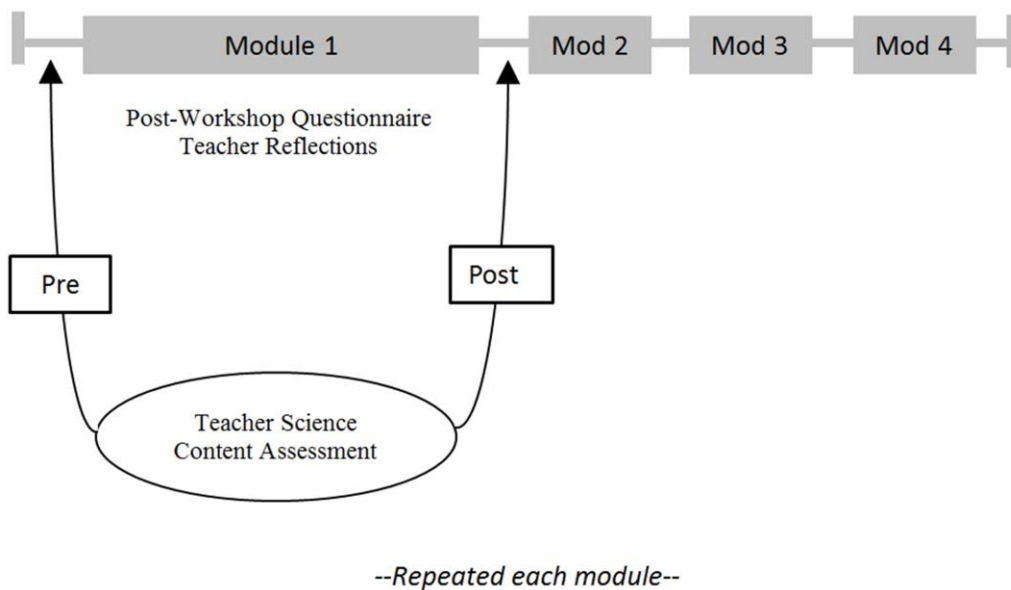 Module 1
Mod 2
Mod 3
Mod 4
Post-Workshop Questionnaire
Teacher Reflections
Pre
Post
Teacher Science
Content Assessment
--Repeated each module--